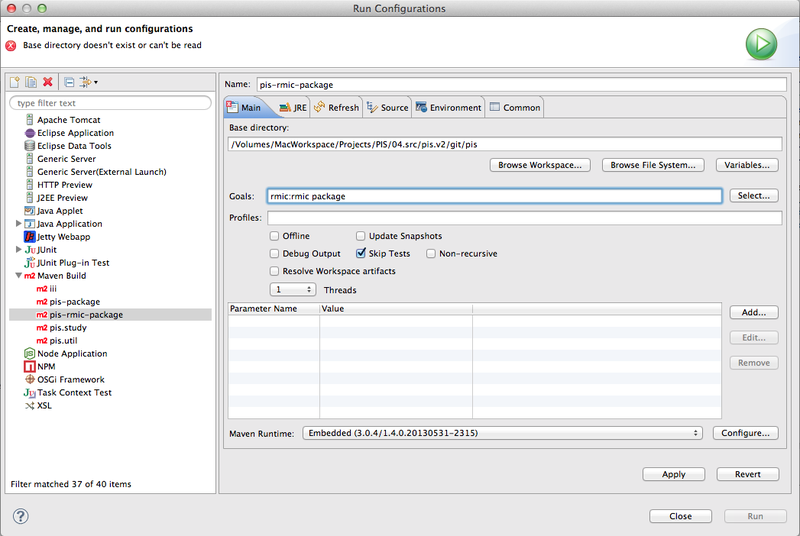 Run Configurations
Create, manage, and run configurations
Base directory doesn't exist or can't be read
type filter text
Apache Tomcat
Eclipse Application
Eclipse Data Tools
Generic Server
Generic Server(External Launch)
HTTP Preview
J2EE Preview
Java Applet
Java Application
Jetty Webapp
Ju JUnit
JUnit Plug-in Test
m2 Maven Build
m2 iii
m2 pis-package
m2 pis-rmic-package
m2 pis.study
m2 pis.util
Node Application
NPM
OSGi Framework
Task Context Test
XSL
Filter matched 37 of 40 items
Name: pis-rmic-package
Main JRE Refresh Source Environment Common
Base directory:
/Volumes/MacWorkspace/Projects/PIS/04.src/pis.v2/git/pis
Browse Workspace... Browse File System... Variables...
Goals: rmic:rmic package Select...
Profiles:
Offline Update Snapshots
Debug Output Skip Tests Non-recursive
Resolve Workspace artifacts
1 Threads
Parameter Name Value
Add...
Edit...
Remove
Maven Runtime: Embedded (3.0.4/1.4.0.20130531-2315) Configure...
Apply Revert
? Close Run